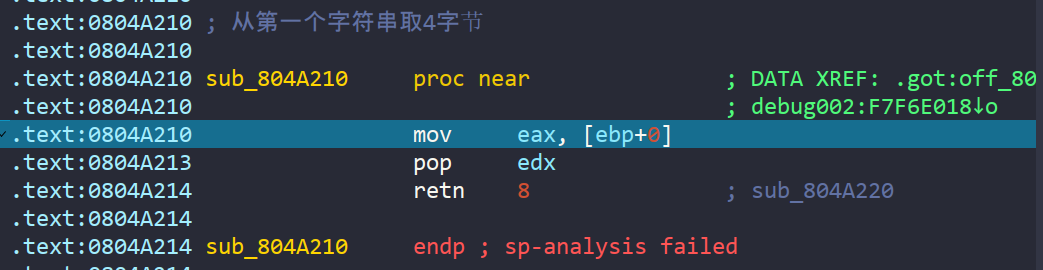 .text:0804A210 ; 从第一个字符串取4字节
.text:0804A210
.text:0804A210 sub_804A210 proc near ; DATA XREF: .got:off_80
.text:0804A210 ; debug002:F7F6E018↓o
.text:0804A210 mov eax, [ebp+0]
.text:0804A213 pop edx
.text:0804A214 retn 8 ; sub_804A220
.text:0804A214
.text:0804A214 sub_804A210 endp ; sp-analysis failed